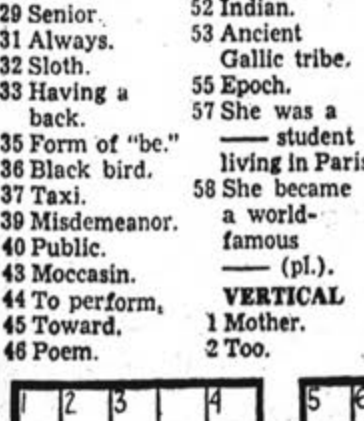 29 Senior.
31 Always.
32 Sloth.
33 Having a
back.
35 Form of "be."
36 Black bird.
37 Taxi.
39 Misdemeanor.
40 Public.
43 Moccasin.
44 To perform.
45 Toward.
46 Poem.
52 Indian.
53 Ancient
Gallic tribe.
55 Epoch.
57 She was a
—— student
living in Paris
58 She became
a world-
famous
—— (pl.).
VERTICAL
1 Mother.
2 Too.
1 2 3 4 5 6